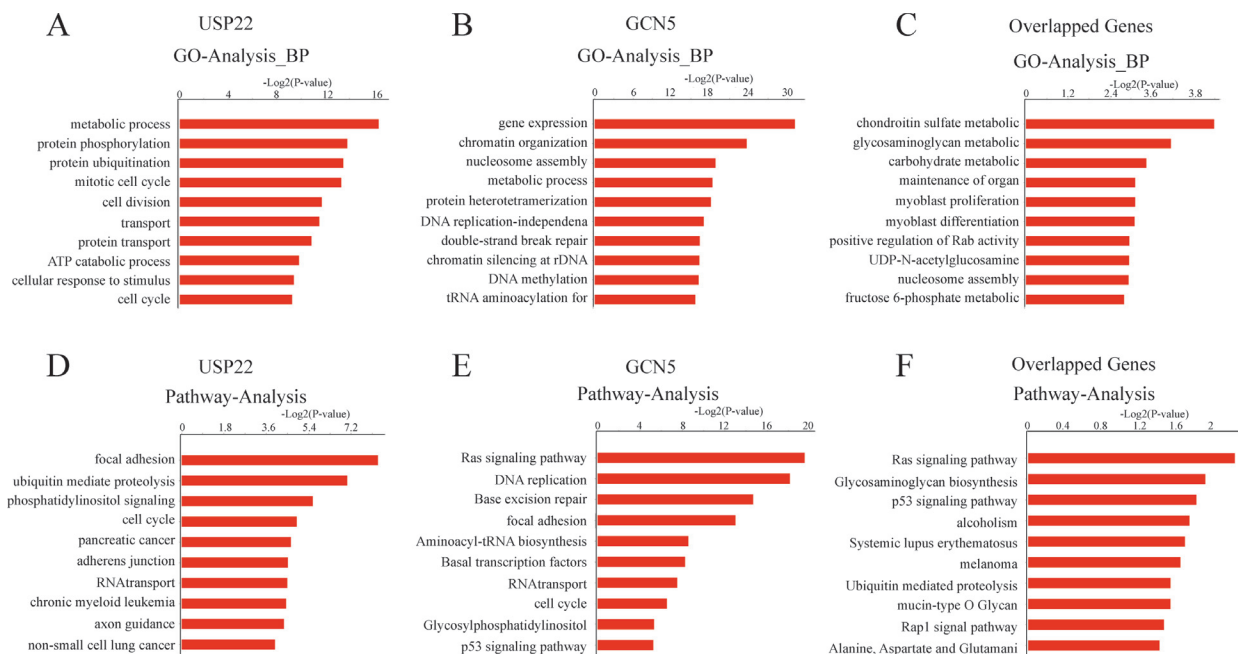 A
USP22
GO-Analysis_BP
-Log2(P-value)
0 4 8 12 16
metabolic process
protein phosphorylation
protein ubiquitination
mitotic cell cycle
cell division
transport
protein transport
ATP catabolic process
cellular response to stimulus
cell cycle
B
GCN5
GO-Analysis_BP
-Log2(P-value)
0 6 12 18 24 30
gene expression
chromatin organization
nucleosome assembly
metabolic process
protein heterotetramerization
DNA replication-independena
double-strand break repair
chromatin silencing at rDNA
DNA methylation
tRNA aminoacylation for
C
Overlapped Genes
GO-Analysis_BP
-Log2(P-value)
0 1.2 2.4 3.6 3.8
chondroitin sulfate metabolic
glycosaminoglycan metabolic
carbohydrate metabolic
maintenance of organ
myoblast proliferation
myoblast differentiation
positive regulation of Rab activity
UDP-N-acetylglucosamine
nucleosome assembly
fructose 6-phosphate metabolic
D
USP22
Pathway-Analysis
-Log2(P-value)
0 1.8 3.6 5.4 7.2
focal adhesion
ubiquitin mediate proteolysis
phosphatidylinositol signaling
cell cycle
pancreatic cancer
adherens junction
RNAtransport
chronic myeloid leukemia
axon guidance
non-small cell lung cancer
E
GCN5
Pathway-Analysis
-Log2(P-value)
0 4 8 12 16 20
Ras signaling pathway
DNA replication
Base excision repair
focal adhesion
Aminoacyl-tRNA biosynthesis
Basal transcription factors
RNAtransport
cell cycle
Glycosylphosphatidylinositol
p53 signaling pathway
F
Overlapped Genes
Pathway-Analysis
-Log2(P-value)
0 0.4 0.8 1.2 1.6 2
Ras signaling pathway
Glycosaminoglycan biosynthesis
p53 signaling pathway
alcoholism
Systemic lupus erythematosus
melanoma
Ubiquitin mediated proteolysis
mucin-type O Glycan
Rap1 signal pathway
Alanine, Aspartate and Glutamani